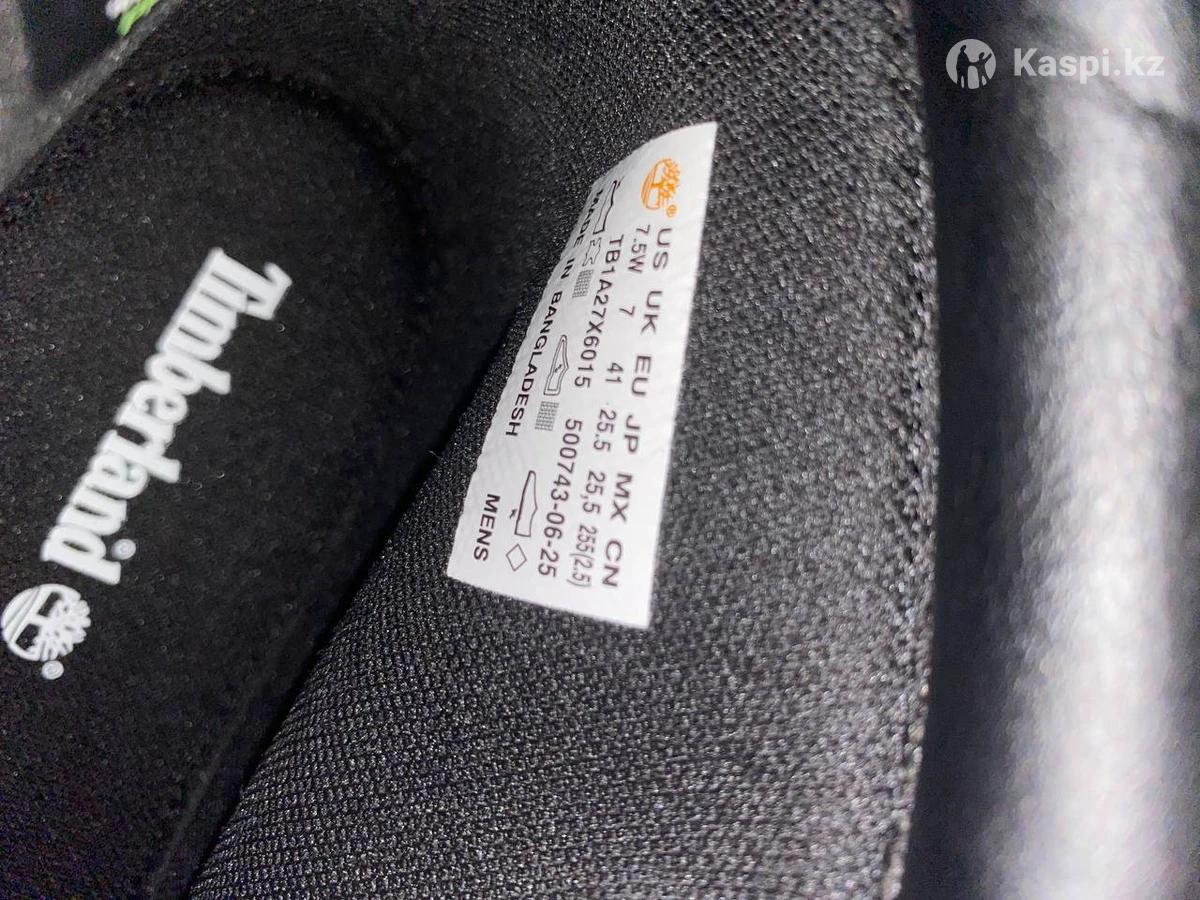 Kaspi.kz
Timberland
®
®
US UK EU JP MX CN
7.5W 7 41 25.5 25,5 255(2.5)
TB1A27X6015 500743-06-25
MADE IN BANGLADESH MENS